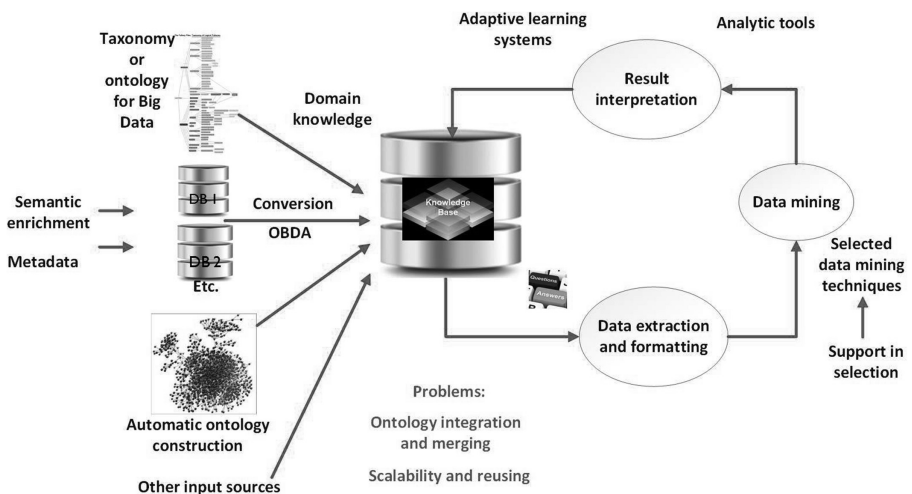 Taxonomy
or
ontology
for Big
Data
Domain
knowledge
Adaptive learning
systems
Analytic tools
Result
interpretation
Semantic
enrichment
Metadata
DB 1
DB 2
Etc.
Conversion
OBDA
Knowledge
Base
Data mining
Selected
data mining
techniques
Support in
selection
Questions
Answers
Data extraction
and formatting
Automatic ontology
construction
Other input sources
Problems:
Ontology integration
and merging
Scalability and reusing